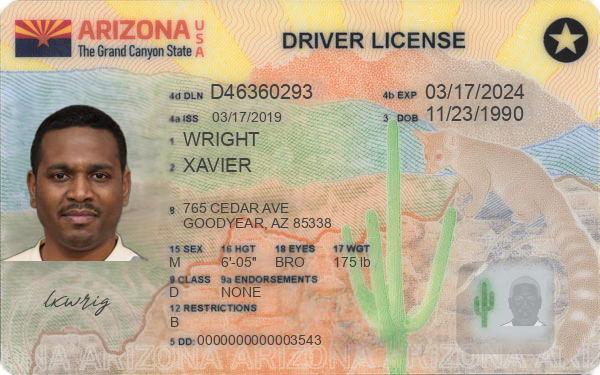 ARIZONA USA
The Grand Canyon State
DRIVER LICENSE
4d DLN D46360293 4b EXP 03/17/2024
4a ISS 03/17/2019 3 DOB 11/23/1990
1 WRIGHT
2 XAVIER
8 765 CEDAR AVE
GOODYEAR, AZ 85338
15 SEX 16 HGT 18 EYES 17 WGT
M 6'-05" BRO 175 lb
9 CLASS 9a ENDORSEMENTS
D NONE
12 RESTRICTIONS
B
5 DD: 0000000000003543
lxwrig
ARIZONA ARIZONA ARIZONA ARIZONA